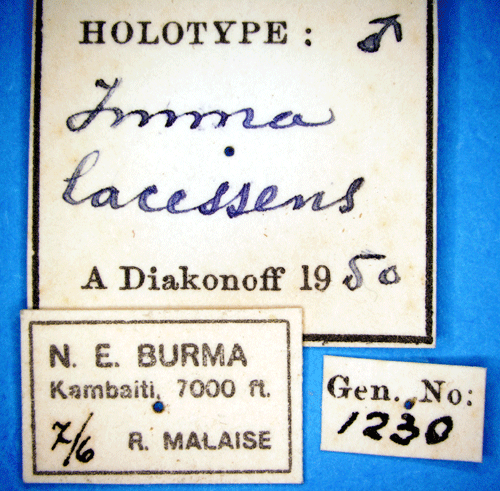 HOLOTYPE: ♂
Imma
lacessens
A Diakonoff 1950
N. E. BURMA
Kambaiti, 7000 ft.
7/6 R. MALAISE
Gen. No:
1230